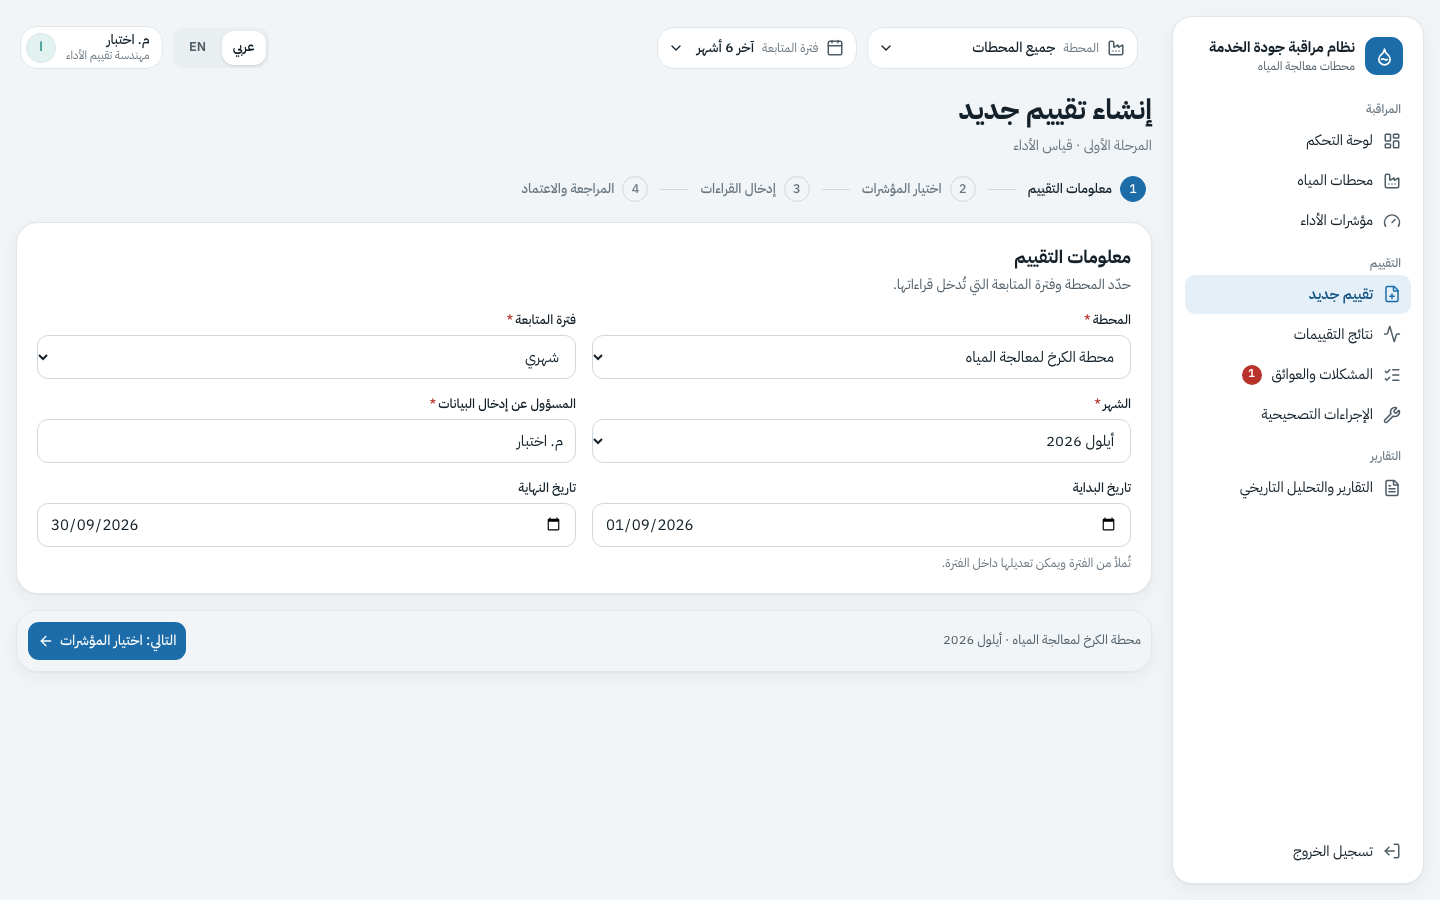 نظام مراقبة جودة الخدمة
محطات معالجة المياه
المراقبة
لوحة التحكم
محطات المياه
مؤشرات الأداء
التقييم
تقييم جديد
نتائج التقييمات
المشكلات والعوائق 1
الإجراءات التصحيحية
التقارير
التقارير والتحليل التاريخي
تسجيل الخروج
المحطة جميع المحطات
فترة المتابعة آخر 6 أشهر
عربي EN
م. اختبار
مهندسة تقييم الأداء
ا
إنشاء تقييم جديد
المرحلة الأولى · قياس الأداء
1 معلومات التقييم
2 اختيار المؤشرات
3 إدخال القراءات
4 المراجعة والاعتماد
معلومات التقييم
حدّد المحطة وفترة المتابعة التي تُدخل قراءاتها.
المحطة *
محطة الكرخ لمعالجة المياه
فترة المتابعة *
شهري
الشهر *
أيلول 2026
المسؤول عن إدخال البيانات *
م. اختبار
تاريخ البداية
01/09/2026
تاريخ النهاية
30/09/2026
تُملأ من الفترة ويمكن تعديلها داخل الفترة.
محطة الكرخ لمعالجة المياه · أيلول 2026
التالي: اختيار المؤشرات